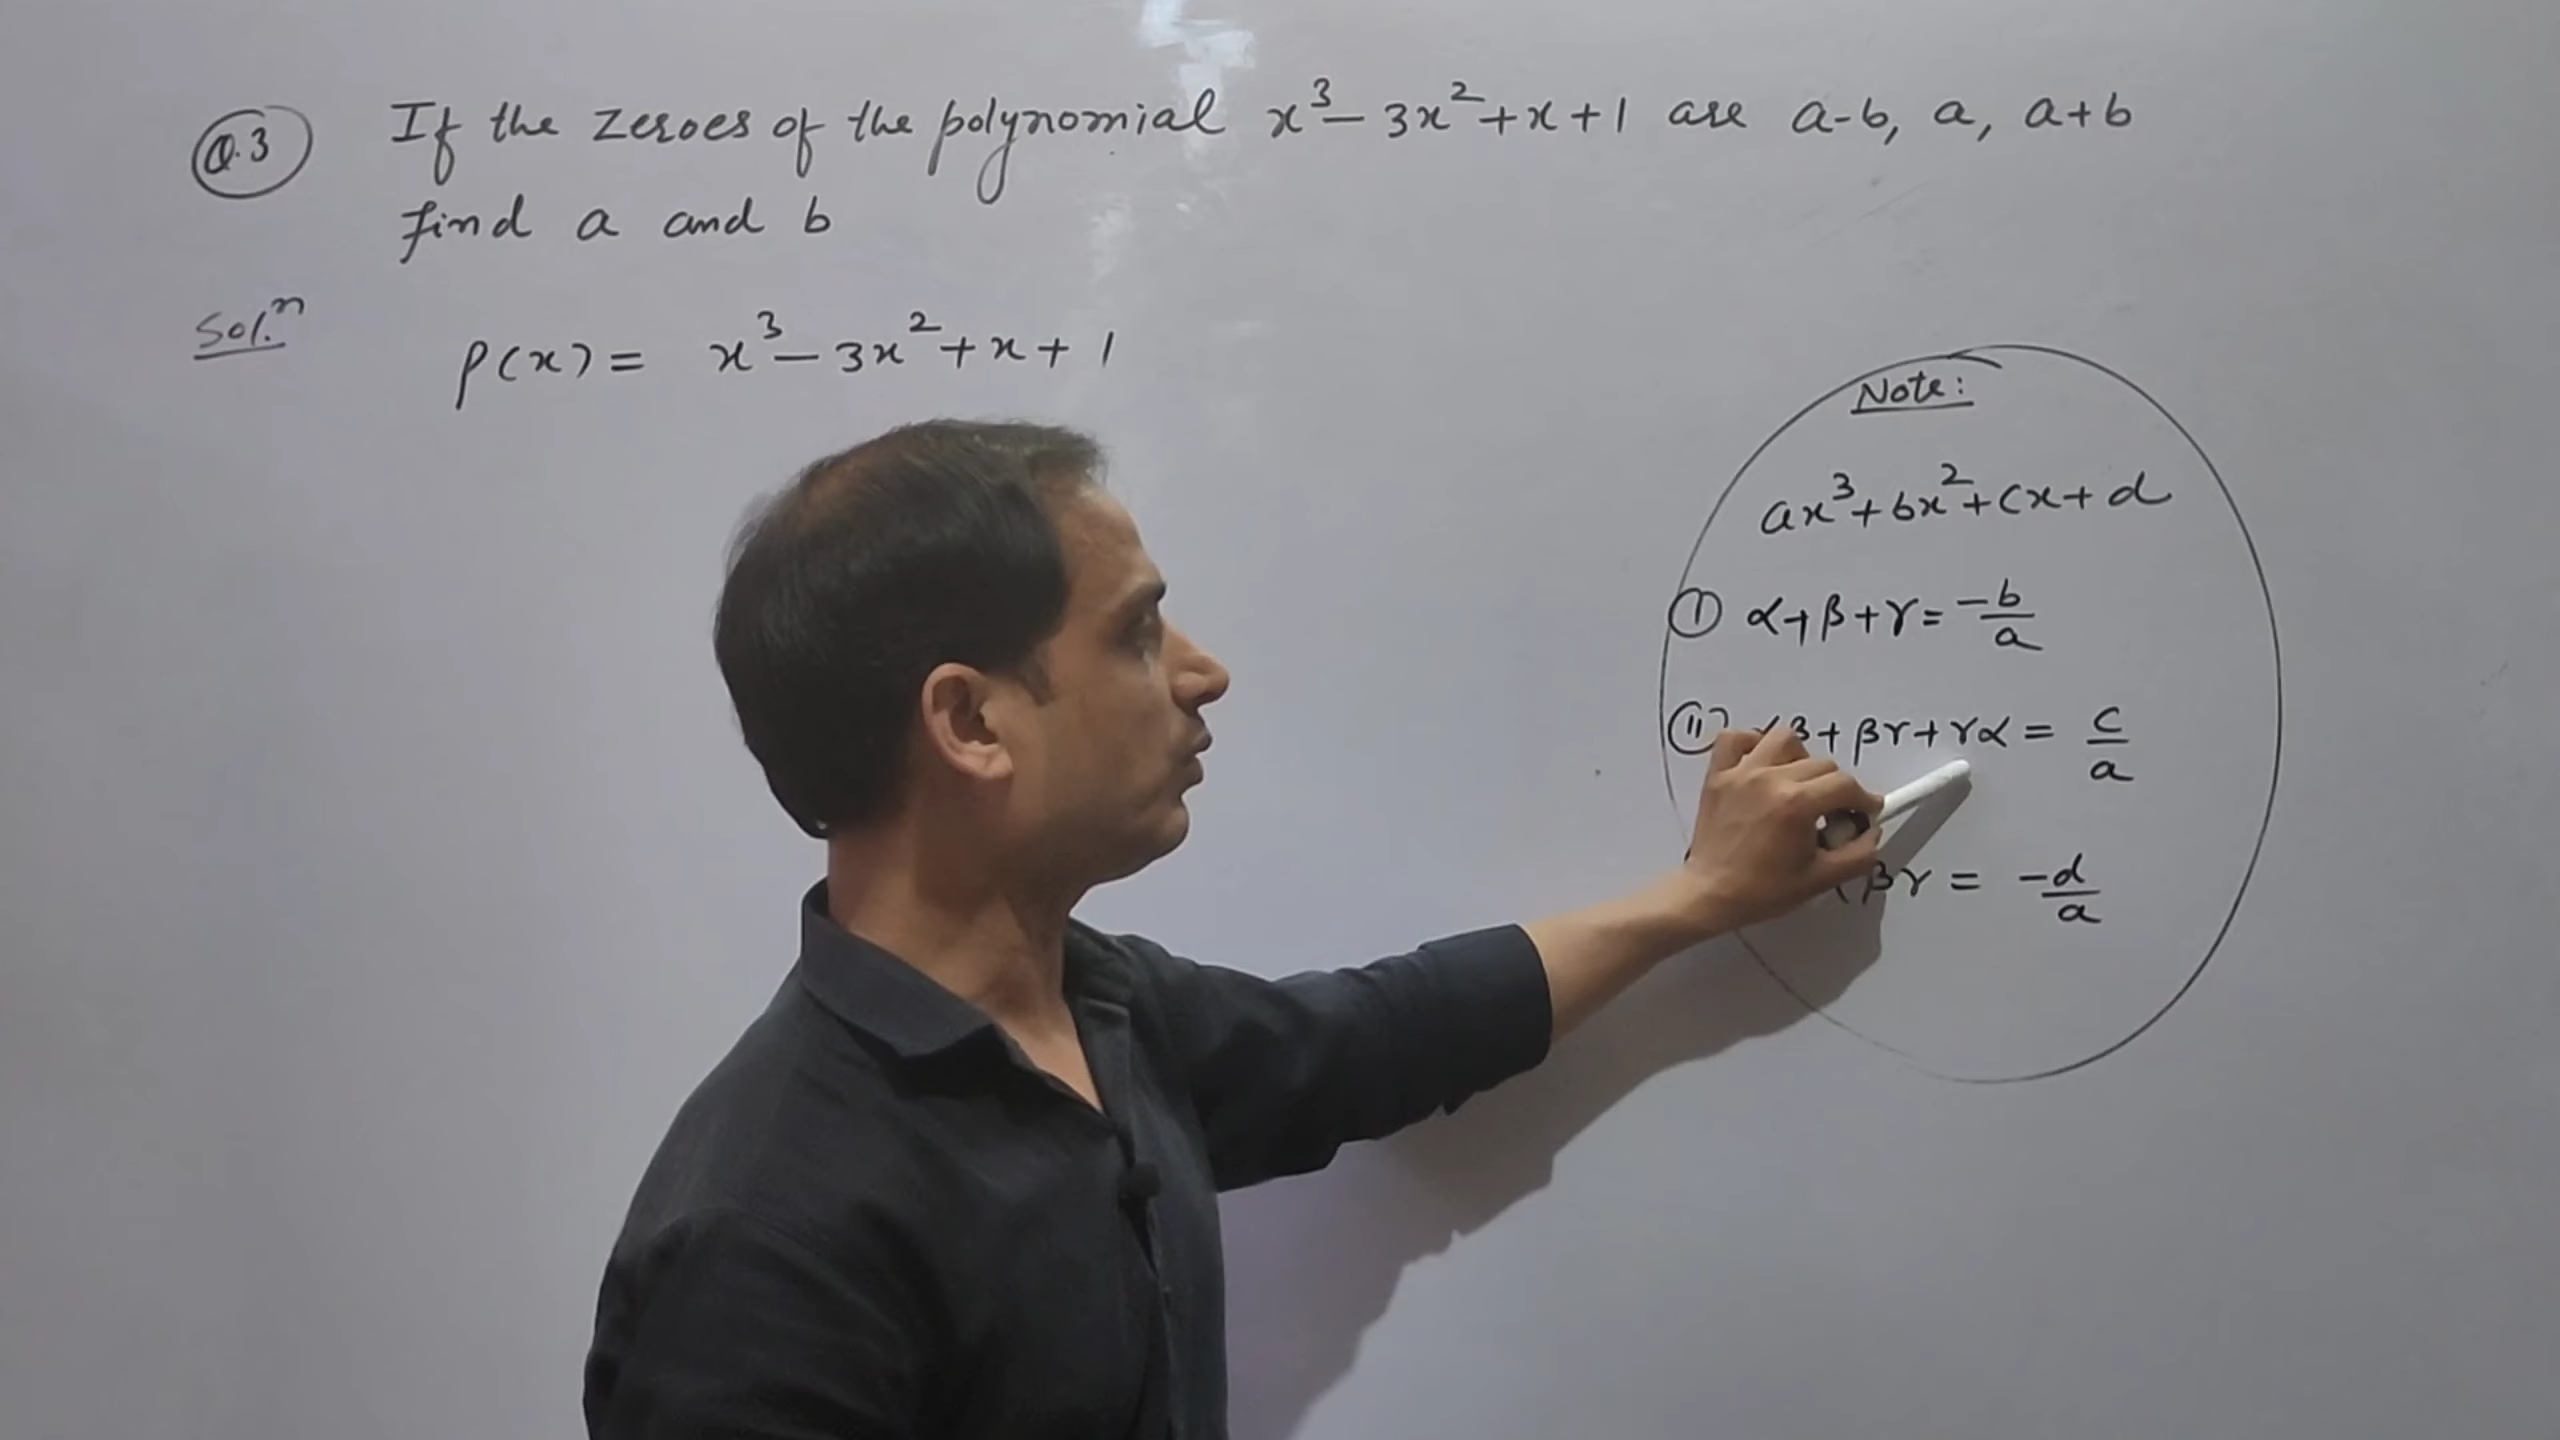 Q.3 If the zeroes of the polynomial x³ - 3x² + x + 1 are a-b, a, a+b
find a and b
Sol.ⁿ p(x) = x³ - 3x² + x + 1
Note:
ax³ + bx² + cx + d
(I) α + β + γ = -b/a
(II) αβ + βγ + γα = c/a
βγ = -d/a